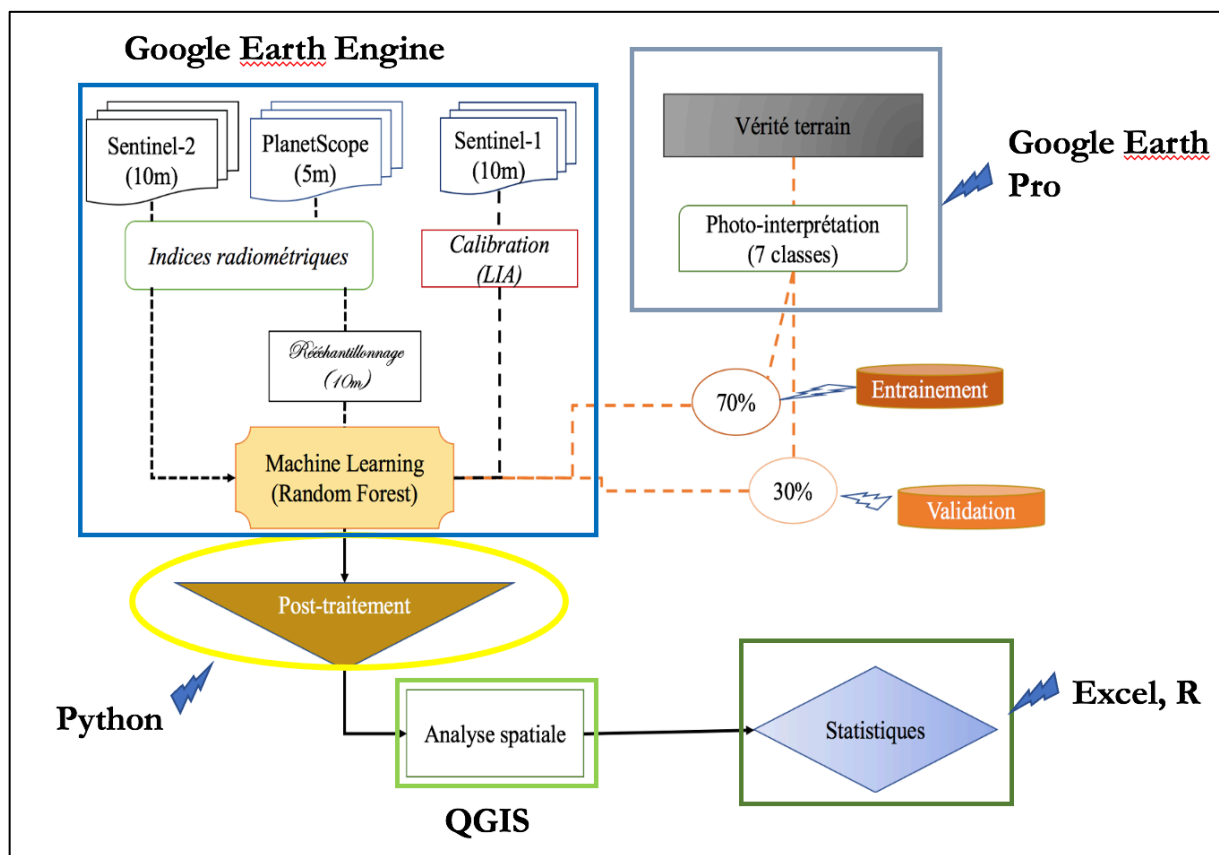 Google Earth Engine
Sentinel-2
(10m)
PlanetScope
(5m)
Sentinel-1
(10m)
Vérité terrain
Google Earth
Pro
Indices radiométriques
Calibration
(LIA)
Photo-interprétation
(7 classes)
Rééchantillonnage
(10m)
70%
Entrainement
Machine Learning
(Random Forest)
30%
Validation
Post-traitement
Python
Analyse spatiale
Statistiques
Excel, R
QGIS